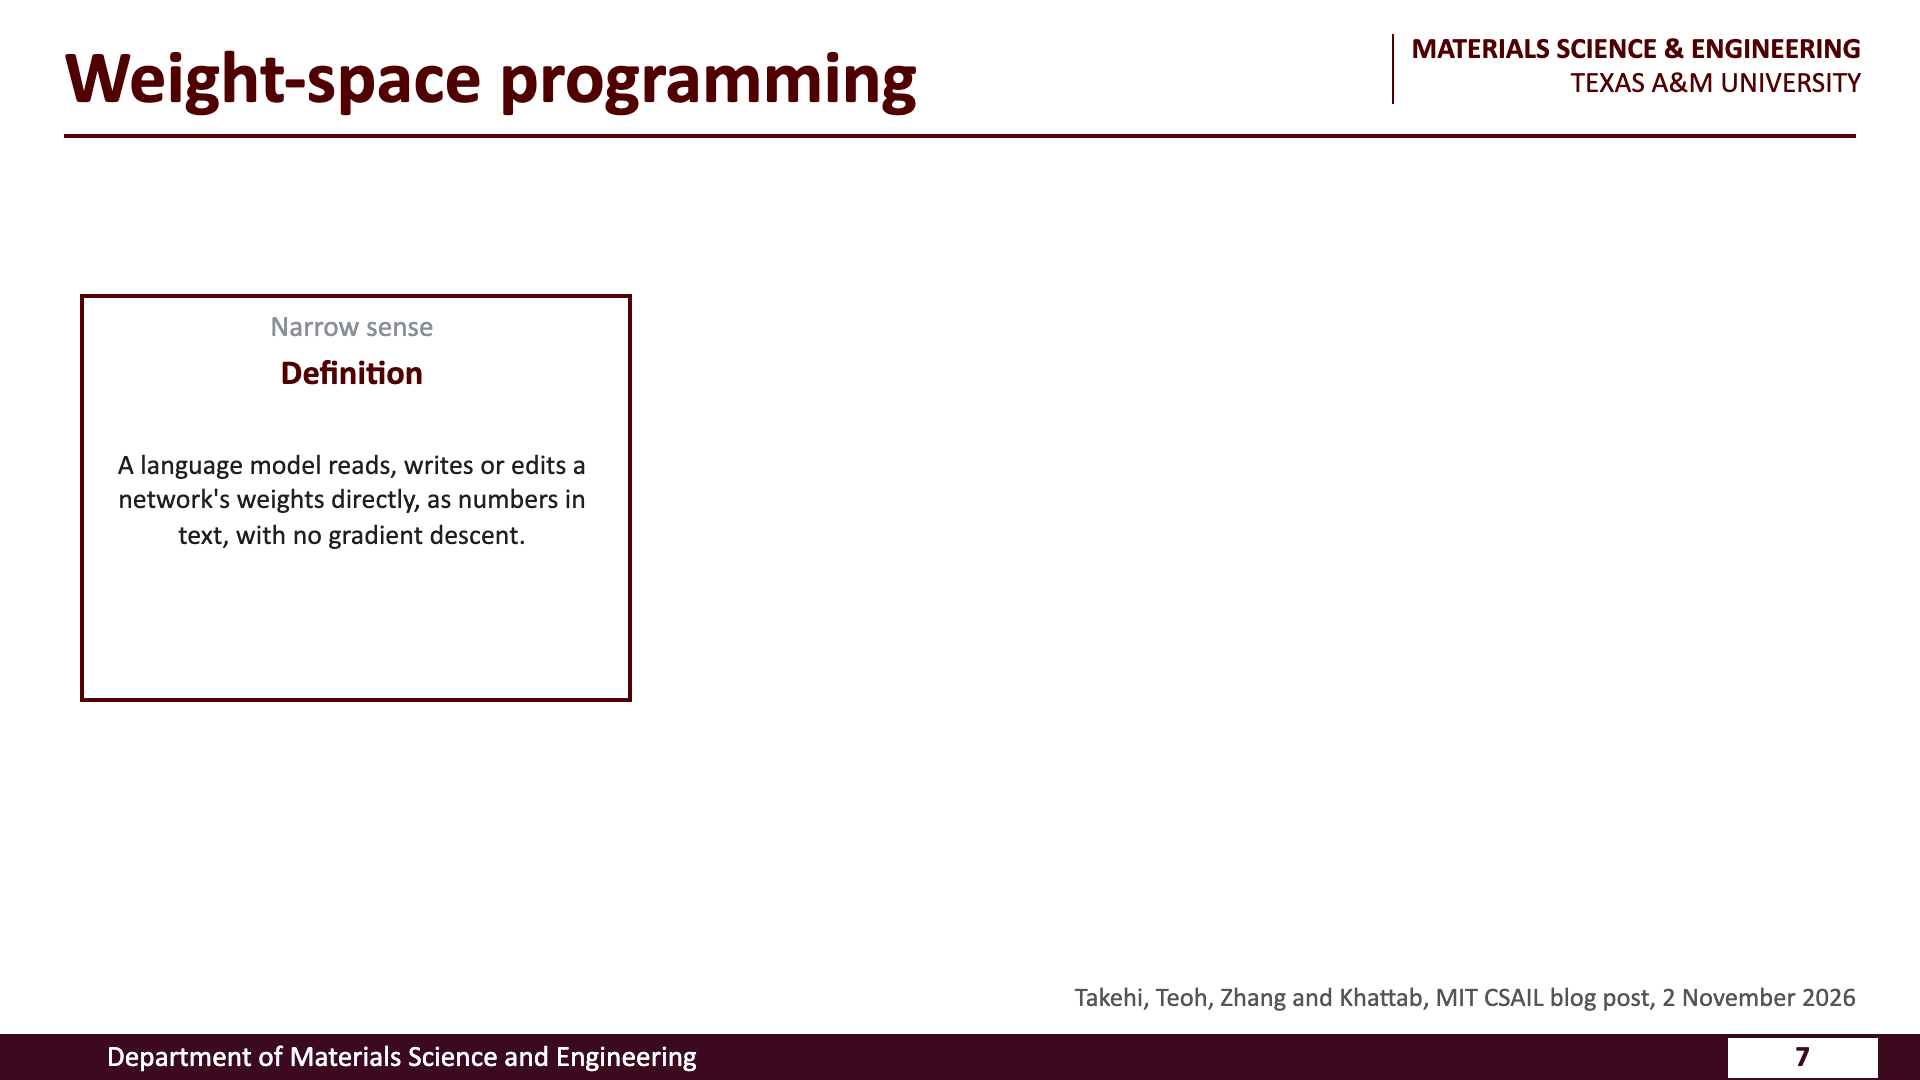 Weight-space programming
MATERIALS SCIENCE & ENGINEERING
TEXAS A&M UNIVERSITY
Narrow sense
Definition
A language model reads, writes or edits a
network's weights directly, as numbers in
text, with no gradient descent.
Takehi, Teoh, Zhang and Khattab, MIT CSAIL blog post, 2 November 2026
Department of Materials Science and Engineering
7